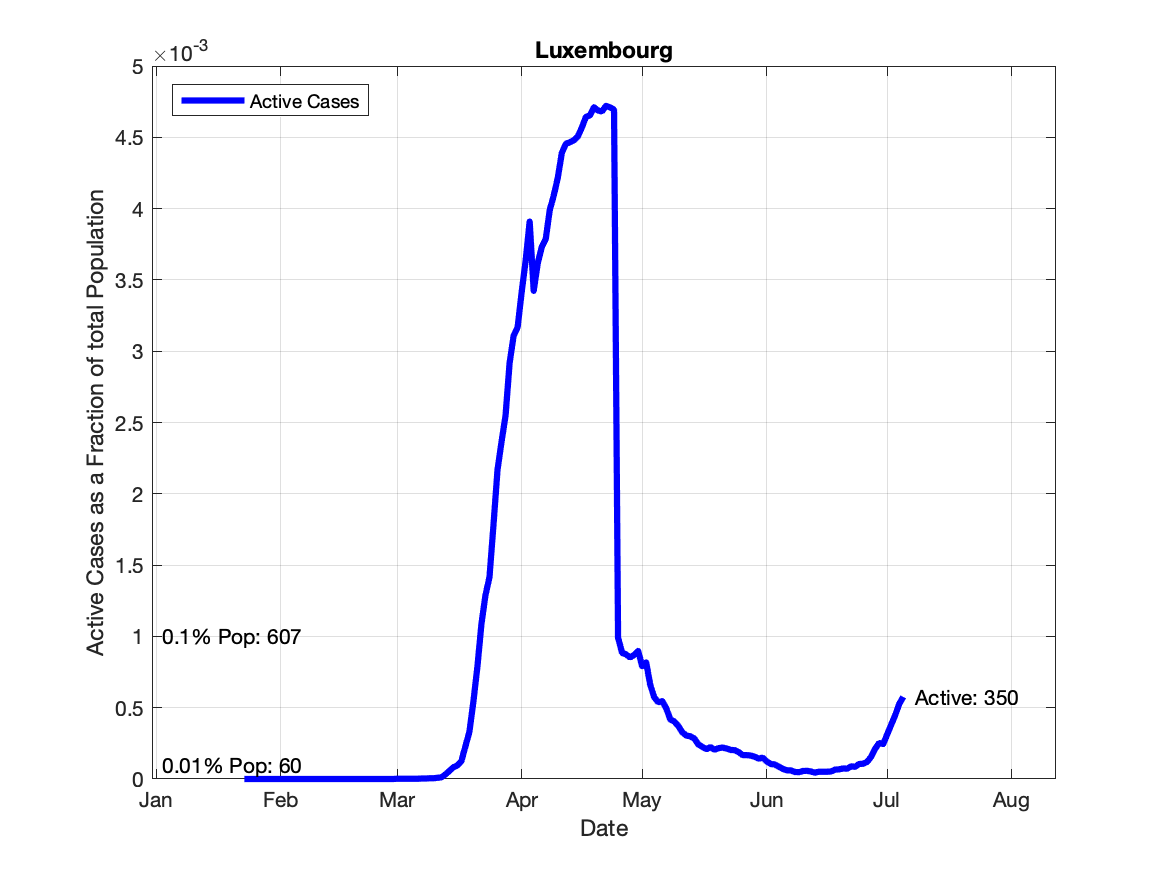 Luxembourg
×10-3
Active Cases
5
4.5
4
3.5
3
2.5
2
1.5
1
0.5
0
Active Cases as a Fraction of total Population
0.1% Pop: 607
0.01% Pop: 60
Active: 350
Jan Feb Mar Apr May Jun Jul Aug
Date